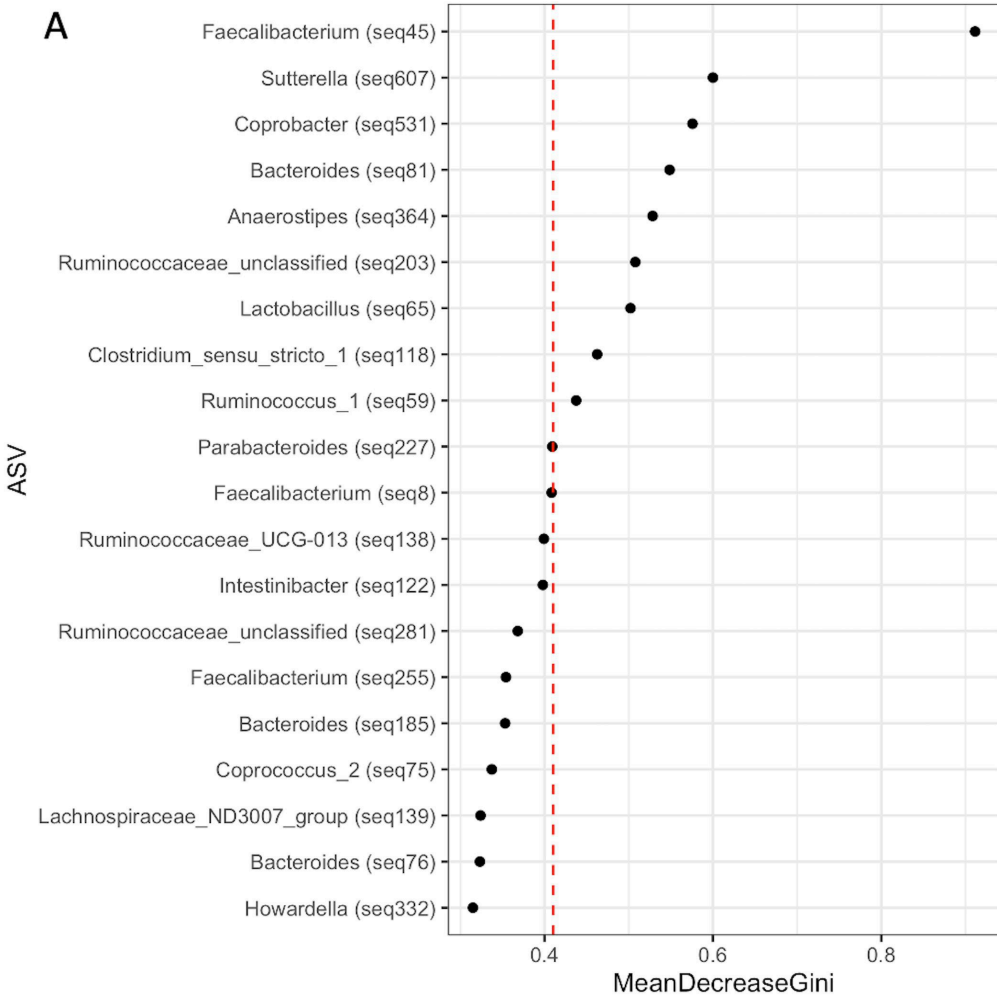 A
Faecalibacterium (seq45)
Sutterella (seq607)
Coprobacter (seq531)
Bacteroides (seq81)
Anaerostipes (seq364)
Ruminococcaceae_unclassified (seq203)
Lactobacillus (seq65)
Clostridium_sensu_stricto_1 (seq118)
Ruminococcus_1 (seq59)
Parabacteroides (seq227)
Faecalibacterium (seq8)
Ruminococcaceae_UCG-013 (seq138)
Intestinibacter (seq122)
Ruminococcaceae_unclassified (seq281)
Faecalibacterium (seq255)
Bacteroides (seq185)
Coprococcus_2 (seq75)
Lachnospiraceae_ND3007_group (seq139)
Bacteroides (seq76)
Howardella (seq332)
ASV
0.4 0.6 0.8
MeanDecreaseGini